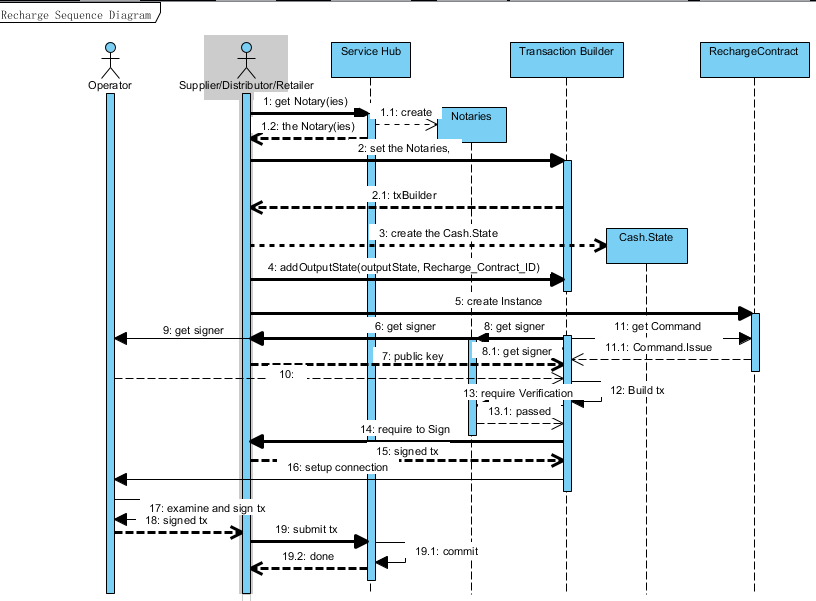 Recharge Sequence Diagram
Operator
Supplier/Distributor/Retailer
Service Hub
Transaction Builder
RechargeContract
1: get Notary(ies)
1.1: create
Notaries
1.2: the Notary(ies)
2: set the Notaries,
2.1: txBuilder
3: create the Cash.State
Cash.State
4: addOutputState(outputState, Recharge_Contract_ID)
5: create Instance
9: get signer
6: get signer
8: get signer
11: get Command
7: public key
8.1: get signer
11.1: Command.Issue
10:
12: Build tx
13: require Verification
13.1: passed
14: require to Sign
15: signed tx
16: setup connection
17: examine and sign tx
18: signed tx
19: submit tx
19.1: commit
19.2: done